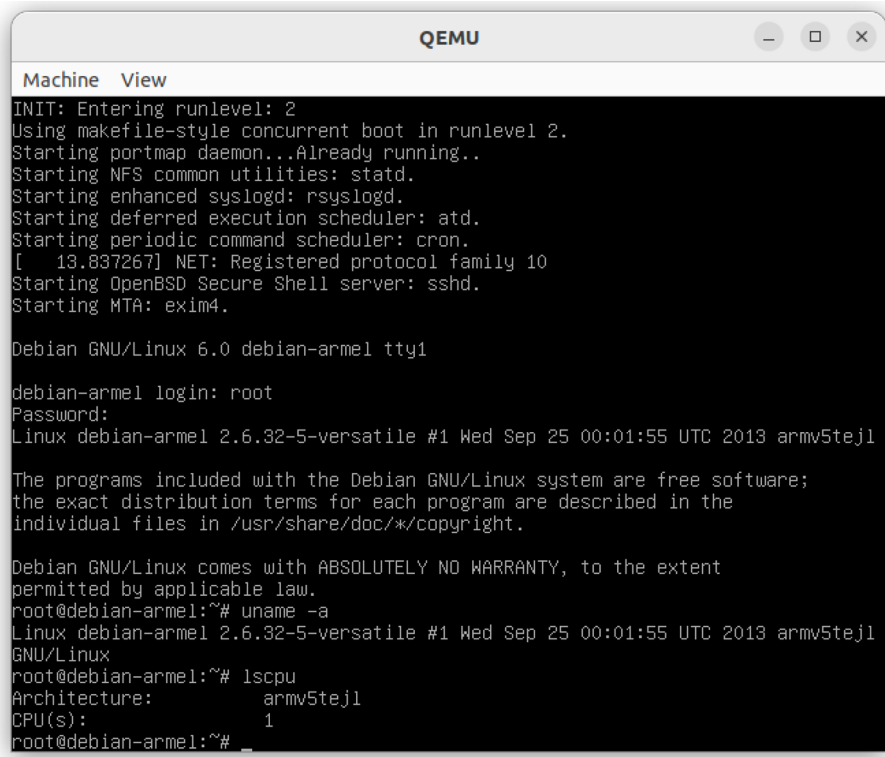 QEMU
Machine View
INIT: Entering runlevel: 2
Using makefile-style concurrent boot in runlevel 2.
Starting portmap daemon...Already running..
Starting NFS common utilities: statd.
Starting enhanced syslogd: rsyslogd.
Starting deferred execution scheduler: atd.
Starting periodic command scheduler: cron.
[   13.837267] NET: Registered protocol family 10
Starting OpenBSD Secure Shell server: sshd.
Starting MTA: exim4.
Debian GNU/Linux 6.0 debian-armel tty1
debian-armel login: root
Password:
Linux debian-armel 2.6.32-5-versatile #1 Wed Sep 25 00:01:55 UTC 2013 armv5tejl
The programs included with the Debian GNU/Linux system are free software;
the exact distribution terms for each program are described in the
individual files in /usr/share/doc/*/copyright.
Debian GNU/Linux comes with ABSOLUTELY NO WARRANTY, to the extent
permitted by applicable law.
root@debian-armel:~# uname -a
Linux debian-armel 2.6.32-5-versatile #1 Wed Sep 25 00:01:55 UTC 2013 armv5tejl
GNU/Linux
root@debian-armel:~# lscpu
Architecture:          armv5tejl
CPU(s):                1
root@debian-armel:~# _